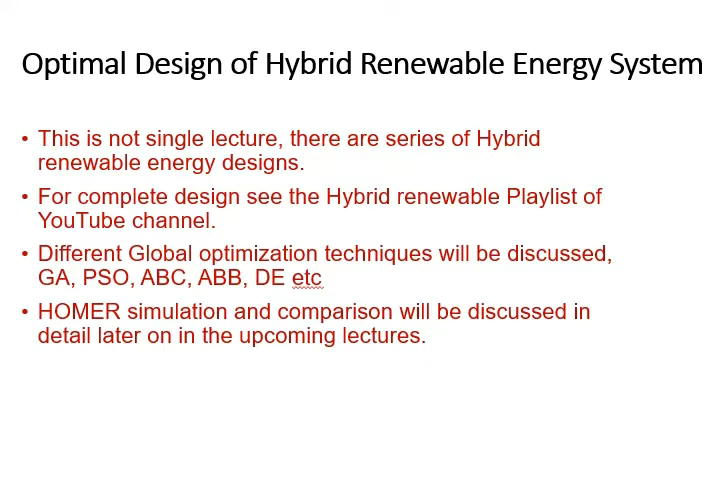 Optimal Design of Hybrid Renewable Energy System
• This is not single lecture, there are series of Hybrid
renewable energy designs.
• For complete design see the Hybrid renewable Playlist of
YouTube channel.
• Different Global optimization techniques will be discussed,
GA, PSO, ABC, ABB, DE etc
• HOMER simulation and comparison will be discussed in
detail later on in the upcoming lectures.